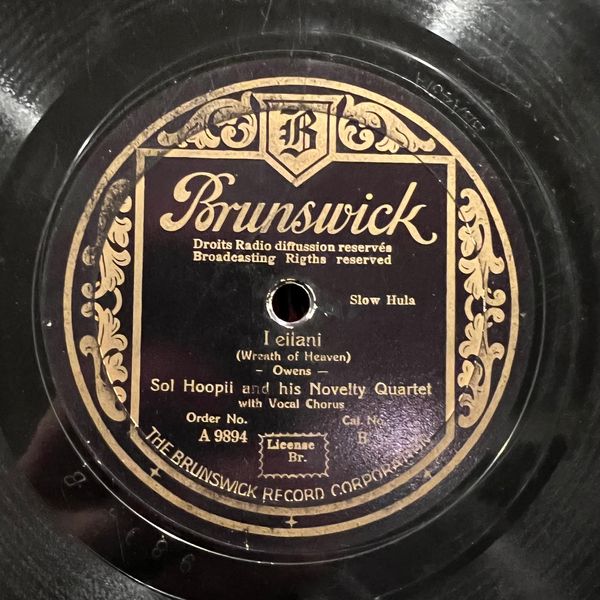 B
Brunswick
Droits Radio diffussion reservés
Broadcasting Rigths reserved
Slow Hula
Leilani
(Wreath of Heaven)
- Owens -
Sol Hoopii and his Novelty Quartet
with Vocal Chorus
Order No.
Cat. No.
A 9894
B
License
Br.
THE BRUNSWICK RECORD CORPORATION